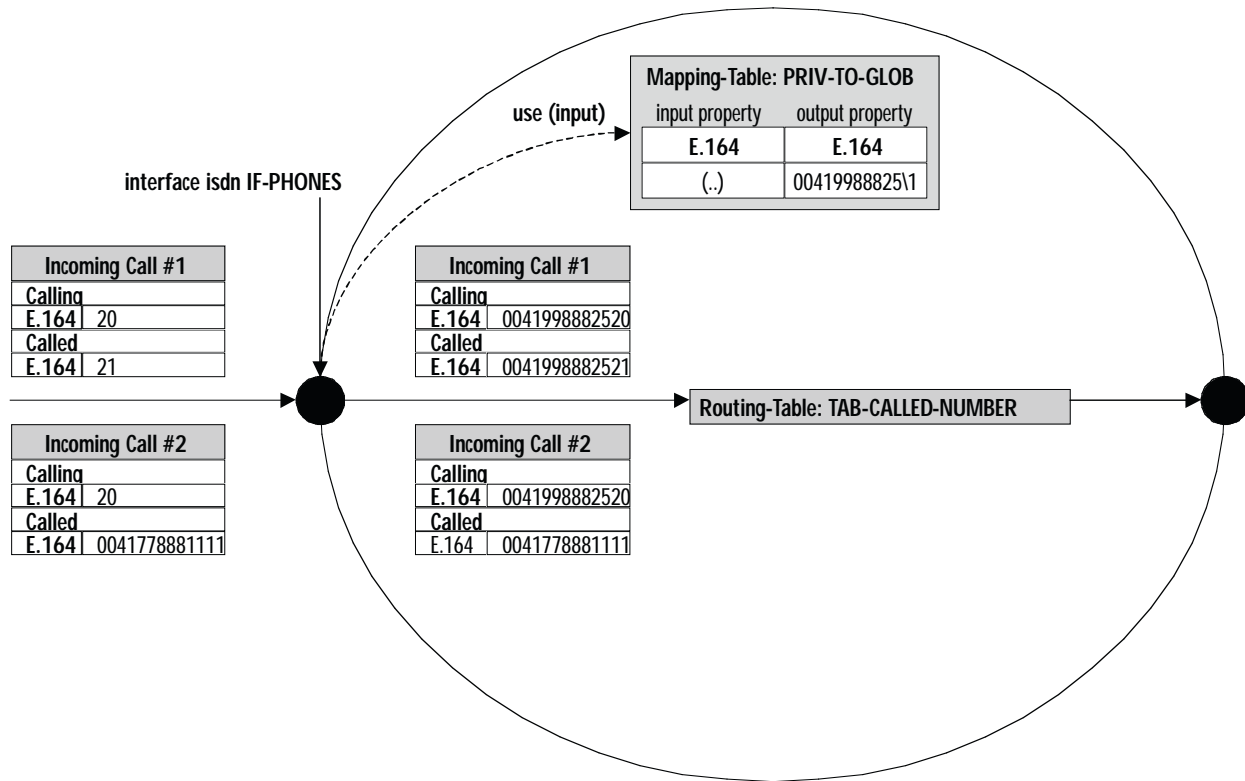 Mapping-Table: PRIV-TO-GLOB
input property output property
E.164 E.164
(..) 00419988825\1
use (input)
interface isdn IF-PHONES
Incoming Call #1
Calling
E.164 20
Called
E.164 21
Incoming Call #1
Calling
E.164 0041998882520
Called
E.164 0041998882521
Routing-Table: TAB-CALLED-NUMBER
Incoming Call #2
Calling
E.164 20
Called
E.164 0041778881111
Incoming Call #2
Calling
E.164 0041998882520
Called
E.164 0041778881111